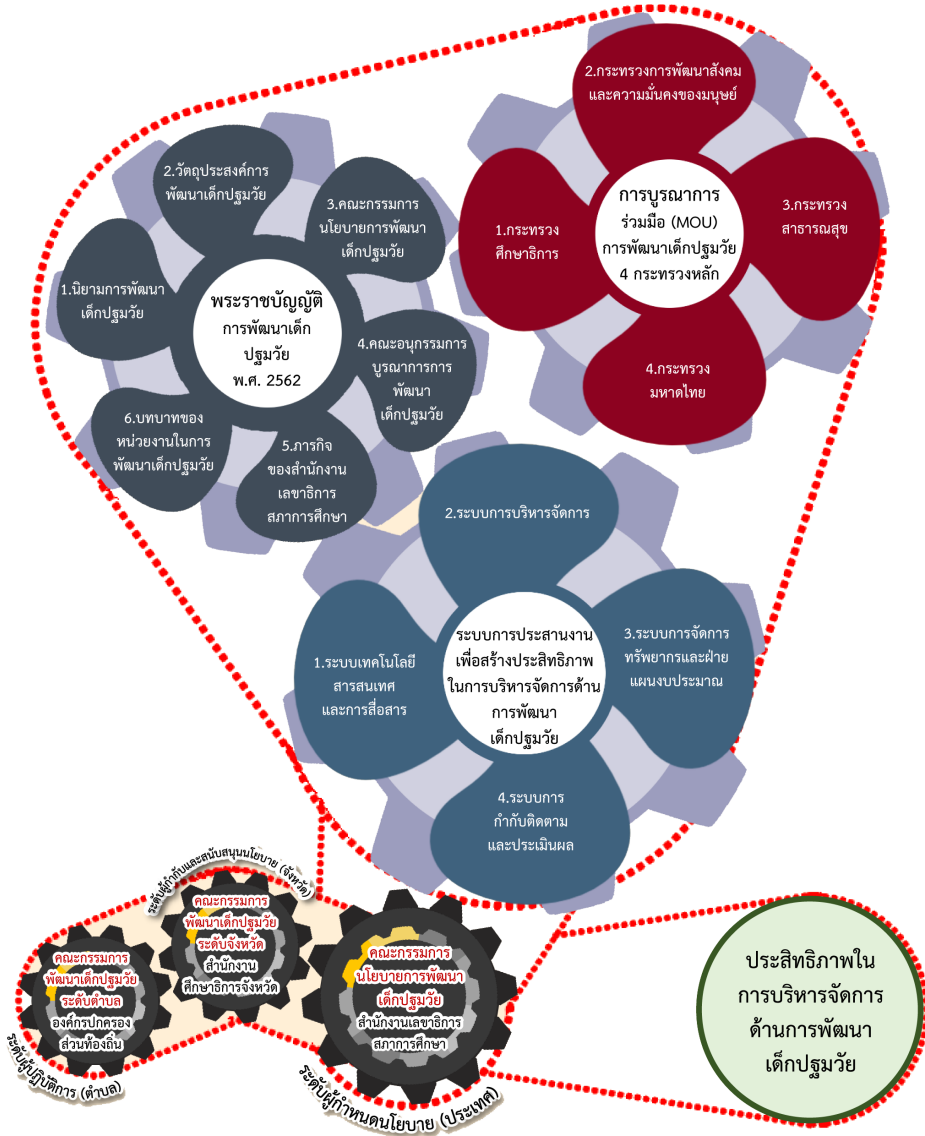 2.กระทรวงการพัฒนาสังคม
และความมั่นคงของมนุษย์
1.กระทรวง
ศึกษาธิการ
การบูรณาการ
ร่วมมือ (MOU)
การพัฒนาเด็กปฐมวัย
4 กระทรวงหลัก
3.กระทรวง
สาธารณสุข
4.กระทรวง
มหาดไทย
2.วัตถุประสงค์การ
พัฒนาเด็กปฐมวัย
3.คณะกรรมการ
นโยบายการพัฒนา
เด็กปฐมวัย
1.นิยามการพัฒนา
เด็กปฐมวัย
พระราชบัญญัติ
การพัฒนาเด็ก
ปฐมวัย
พ.ศ. 2562
4.คณะอนุกรรมการ
บูรณาการการ
พัฒนา
เด็กปฐมวัย
6.บทบาทของ
หน่วยงานในการ
พัฒนาเด็กปฐมวัย
5.ภารกิจ
ของสำนักงาน
เลขาธิการ
สภาการศึกษา
2.ระบบการบริหารจัดการ
1.ระบบเทคโนโลยี
สารสนเทศ
และการสื่อสาร
ระบบการประสานงาน
เพื่อสร้างประสิทธิภาพ
ในการบริหารจัดการด้าน
การพัฒนา
เด็กปฐมวัย
3.ระบบการจัดการ
ทรัพยากรและฝ่าย
แผนงบประมาณ
4.ระบบการ
กำกับติดตาม
และประเมินผล
ระดับผู้กำกับและสนับสนุนนโยบาย (จังหวัด)
คณะกรรมการ
พัฒนาเด็กปฐมวัย
ระดับจังหวัด
สำนักงาน
ศึกษาธิการจังหวัด
คณะกรรมการ
พัฒนาเด็กปฐมวัย
ระดับตำบล
องค์กรปกครอง
ส่วนท้องถิ่น
ระดับผู้ปฏิบัติการ (ตำบล)
คณะกรรมการ
นโยบายการพัฒนา
เด็กปฐมวัย
สำนักงานเลขาธิการ
สภาการศึกษา
ระดับผู้กำหนดนโยบาย (ประเทศ)
ประสิทธิภาพใน
การบริหารจัดการ
ด้านการพัฒนา
เด็กปฐมวัย